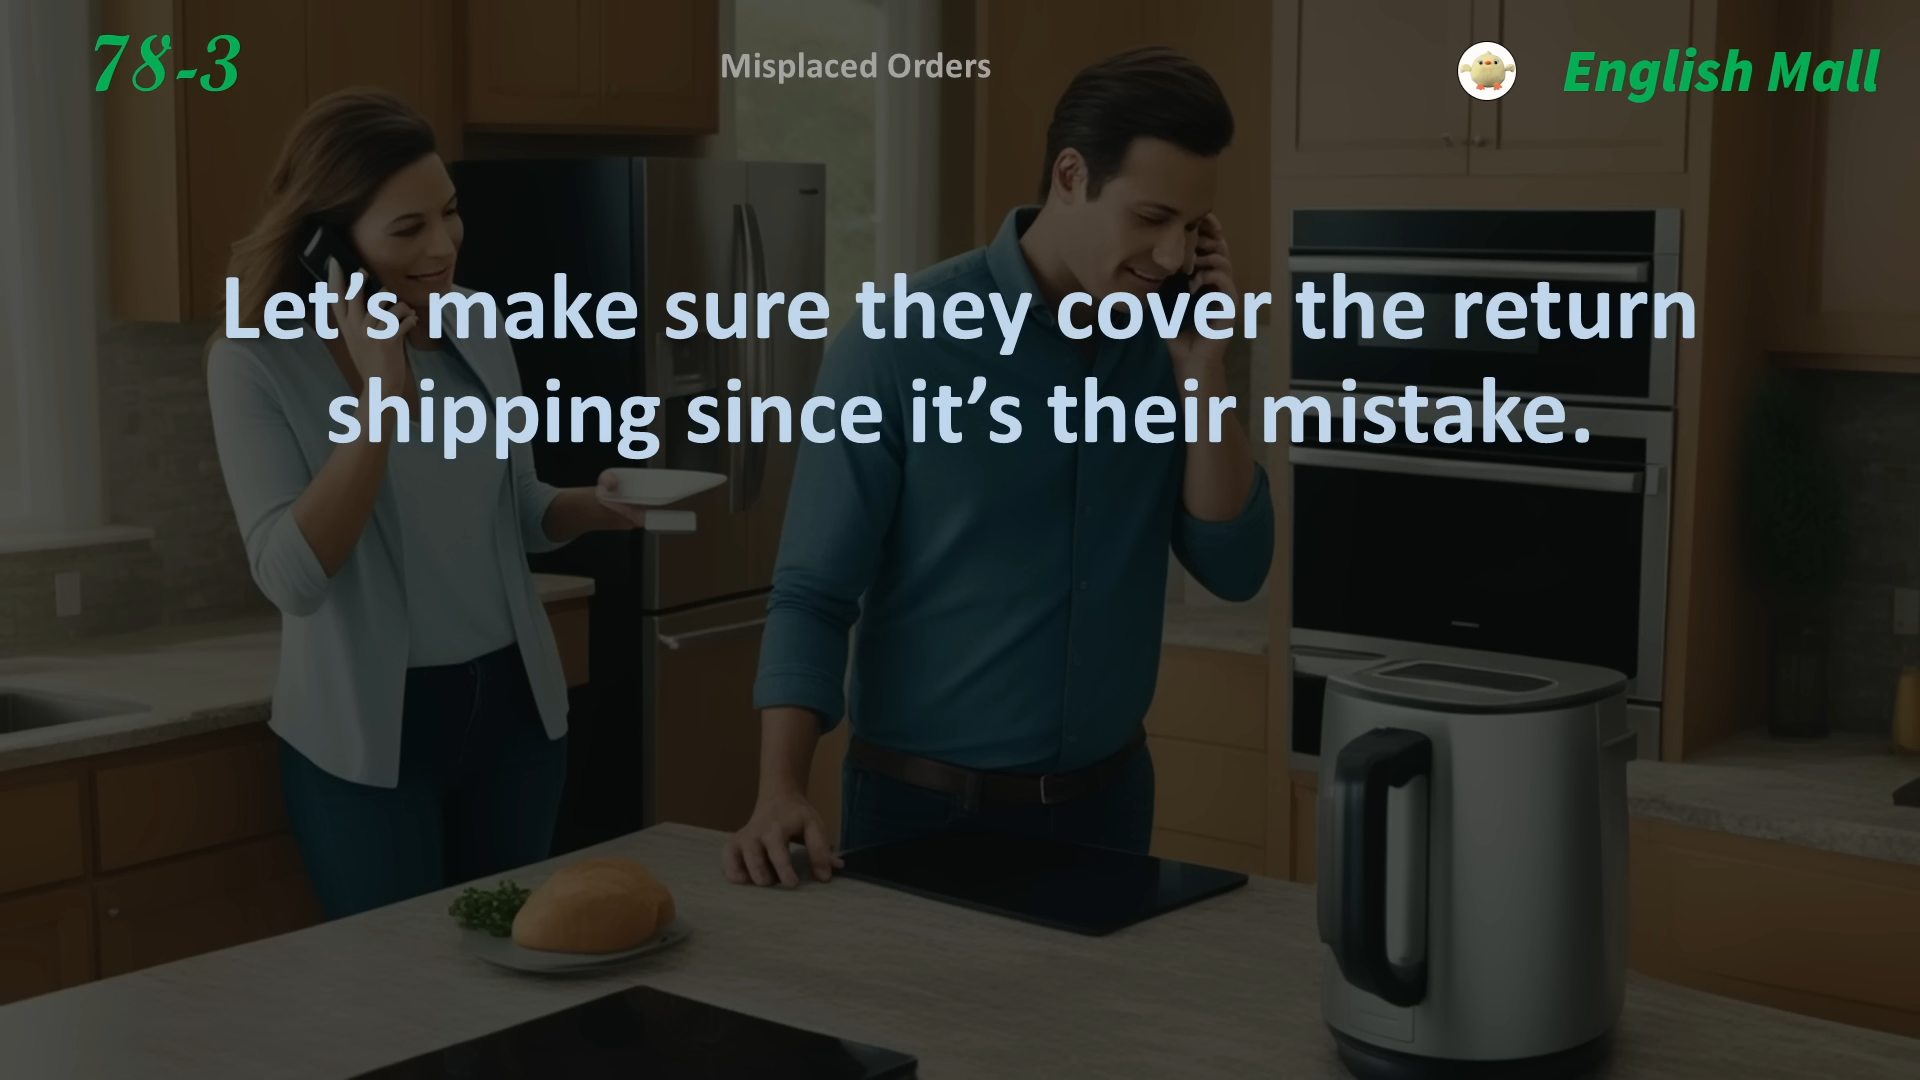 78-3
Misplaced Orders
English Mall
Let’s make sure they cover the return
shipping since it’s their mistake.